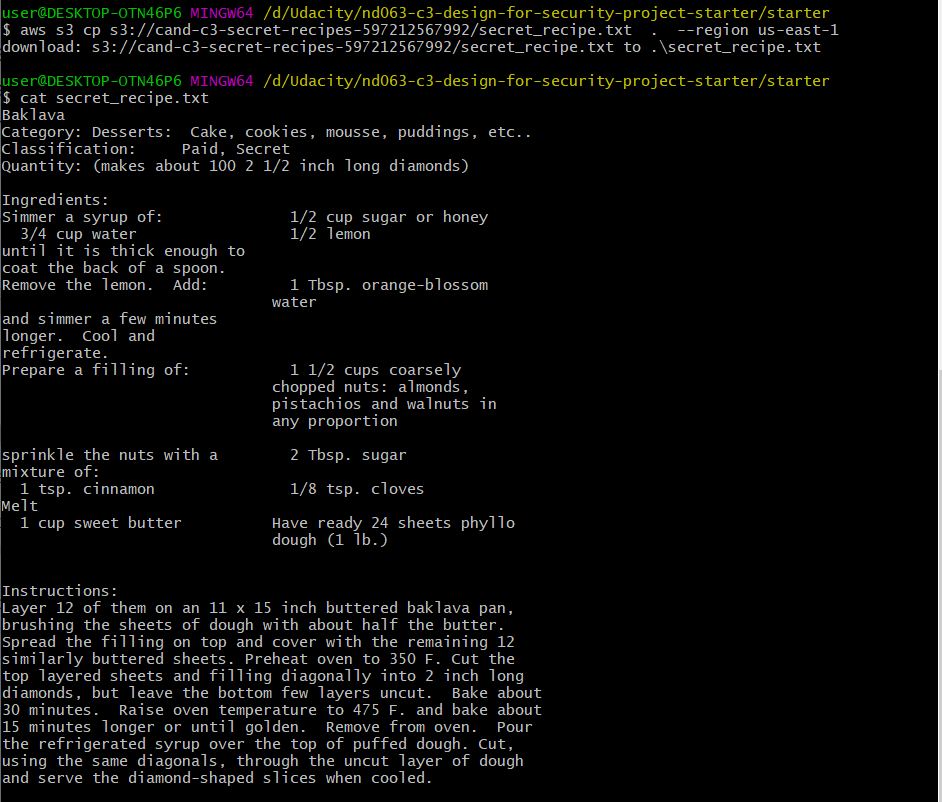 user@DESKTOP-OTN46P6 MINGW64 /d/Udacity/nd063-c3-design-for-security-project-starter/starter
$ aws s3 cp s3://cand-c3-secret-recipes-597212567992/secret_recipe.txt  .  --region us-east-1
download: s3://cand-c3-secret-recipes-597212567992/secret_recipe.txt to .\secret_recipe.txt

user@DESKTOP-OTN46P6 MINGW64 /d/Udacity/nd063-c3-design-for-security-project-starter/starter
$ cat secret_recipe.txt
Baklava
Category: Desserts:  Cake, cookies, mousse, puddings, etc..
Classification:     Paid, Secret
Quantity: (makes about 100 2 1/2 inch long diamonds)

Ingredients:
Simmer a syrup of:              1/2 cup sugar or honey
  3/4 cup water                 1/2 lemon
until it is thick enough to
coat the back of a spoon.
Remove the lemon.  Add:         1 Tbsp. orange-blossom
                              water
and simmer a few minutes
longer.  Cool and
refrigerate.
Prepare a filling of:           1 1/2 cups coarsely
                              chopped nuts: almonds,
                              pistachios and walnuts in
                              any proportion

sprinkle the nuts with a        2 Tbsp. sugar
mixture of:
  1 tsp. cinnamon               1/8 tsp. cloves
Melt
  1 cup sweet butter          Have ready 24 sheets phyllo
                              dough (1 lb.)


Instructions:
Layer 12 of them on an 11 x 15 inch buttered baklava pan,
brushing the sheets of dough with about half the butter.
Spread the filling on top and cover with the remaining 12
similarly buttered sheets. Preheat oven to 350 F. Cut the
top layered sheets and filling diagonally into 2 inch long
diamonds, but leave the bottom few layers uncut.  Bake about
30 minutes.  Raise oven temperature to 475 F. and bake about
15 minutes longer or until golden.  Remove from oven.  Pour
the refrigerated syrup over the top of puffed dough. Cut,
using the same diagonals, through the uncut layer of dough
and serve the diamond-shaped slices when cooled.